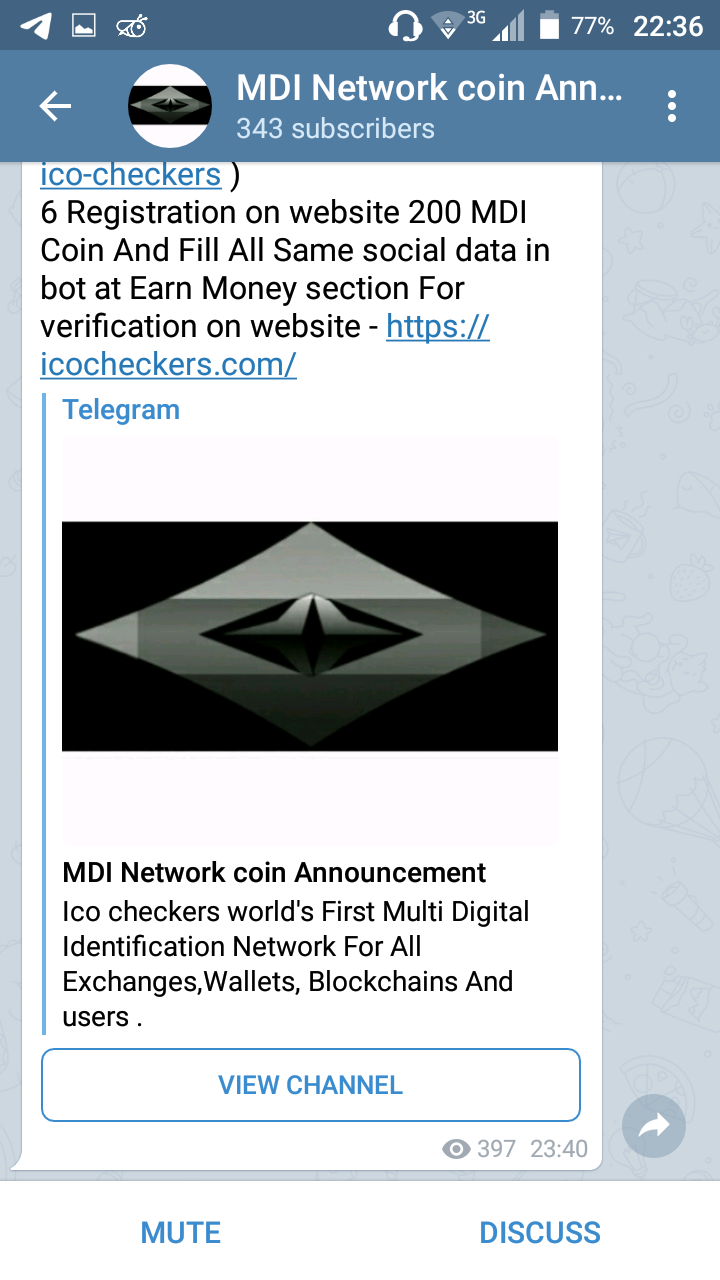 3G
77%
22:36
MDI Network coin Ann...
343 subscribers
ico-checkers )
6 Registration on website 200 MDI
Coin And Fill All Same social data in
bot at Earn Money section For
verification on website - https://
icocheckers.com/
Telegram
MDI Network coin Announcement
Ico checkers world's First Multi Digital
Identification Network For All
Exchanges,Wallets, Blockchains And
users .
VIEW CHANNEL
397 23:40
MUTE
DISCUSS